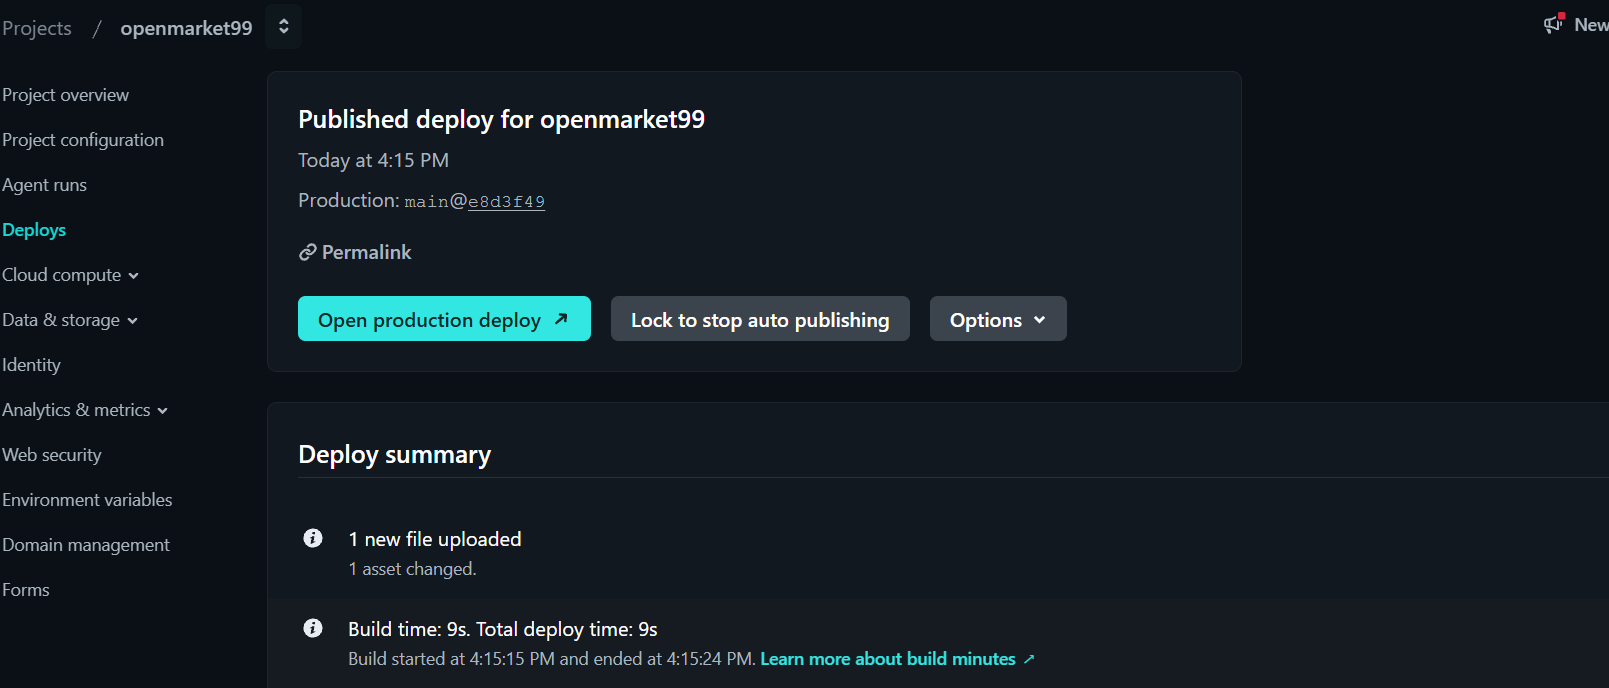 Projects / openmarket99
New
Project overview
Project configuration
Agent runs
Deploys
Cloud compute
Data & storage
Identity
Analytics & metrics
Web security
Environment variables
Domain management
Forms
Published deploy for openmarket99
Today at 4:15 PM
Production: main@e8d3f49
Permalink
Open production deploy ↗
Lock to stop auto publishing
Options
Deploy summary
1 new file uploaded
1 asset changed.
Build time: 9s. Total deploy time: 9s
Build started at 4:15:15 PM and ended at 4:15:24 PM. Learn more about build minutes ↗